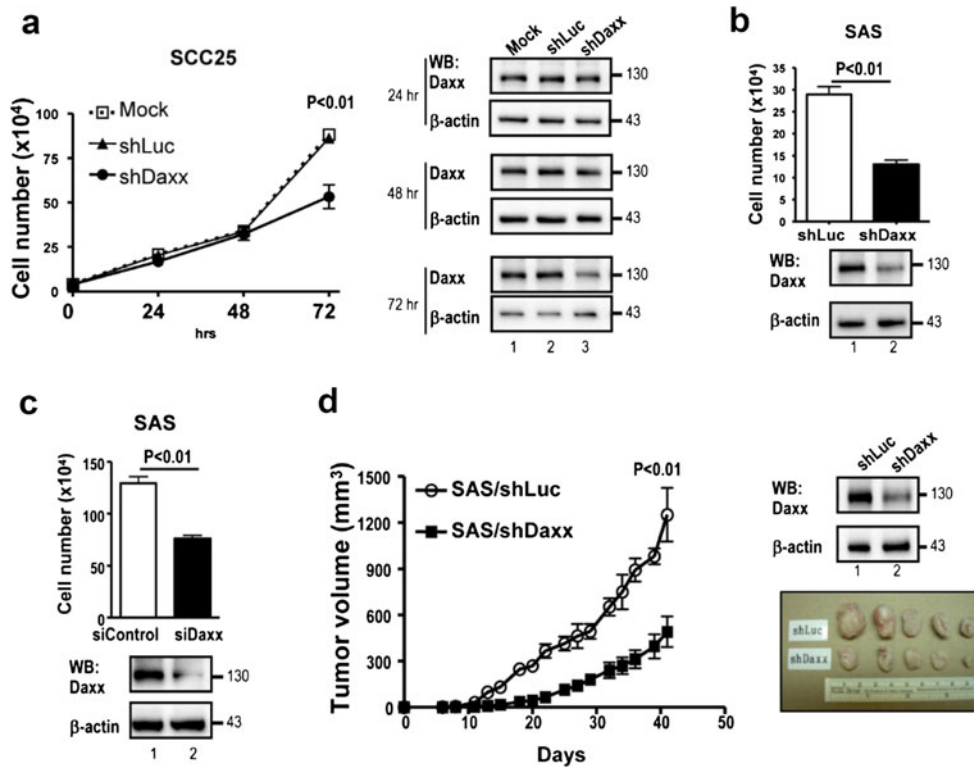 a
SCC25
Cell number (x10⁴)
100
75
50
25
0
Mock
shLuc
shDaxx
P<0.01
0 24 48 72
hrs
Mock shLuc shDaxx
24 hr
WB:
Daxx 130
β-actin 43
48 hr
Daxx 130
β-actin 43
72 hr
Daxx 130
β-actin 43
1 2 3
b
SAS
P<0.01
Cell number (x10⁴)
35
30
25
20
15
10
5
0
shLuc shDaxx
WB:
Daxx 130
β-actin 43
1 2
c
SAS
P<0.01
Cell number (x10⁴)
150
100
50
0
siControl siDaxx
WB:
Daxx 130
β-actin 43
1 2
d
Tumor volume (mm³)
1500
1200
900
600
300
0
SAS/shLuc
SAS/shDaxx
P<0.01
0 10 20 30 40 50
Days
shLuc shDaxx
WB:
Daxx 130
β-actin 43
1 2
shLuc
shDaxx